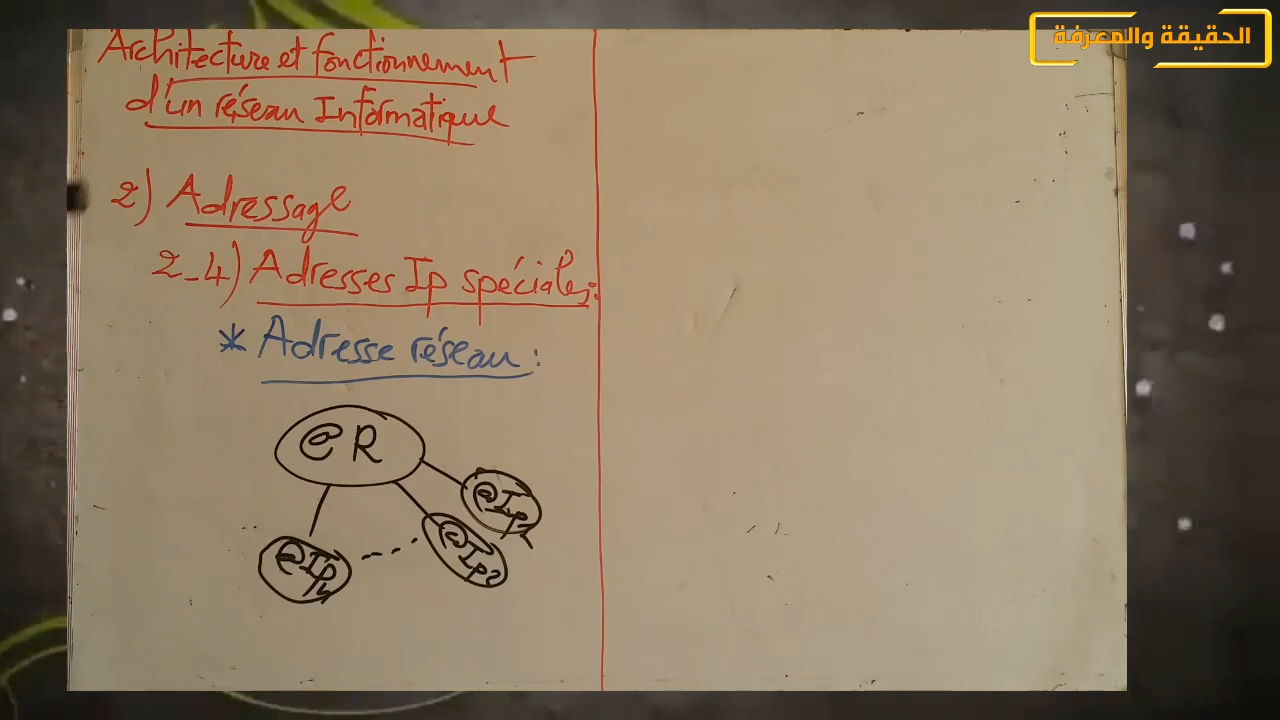 الحقيقة والمعرفة
Architecture et fonctionnement
d'un réseau Informatique
2) Adressage
2-4) Adresses Ip spéciales:
* Adresse réseau :
@ R
@Ip1
@Ip2
@Ipn